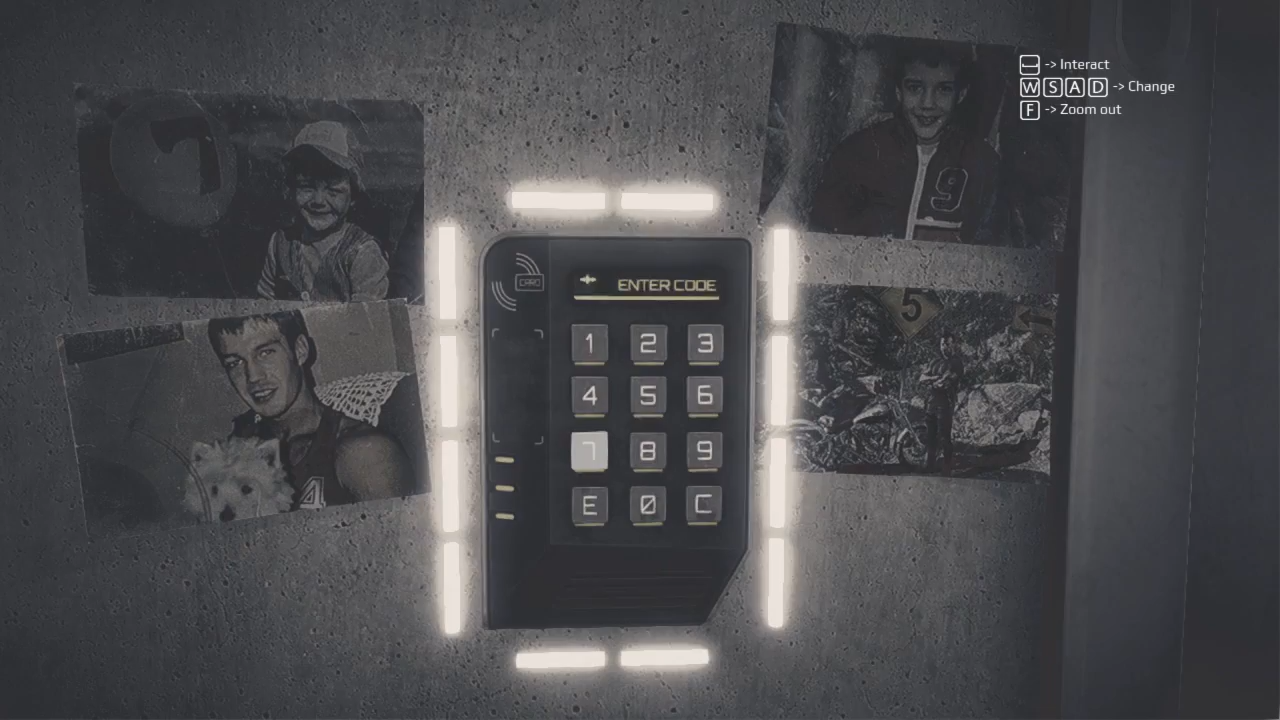 -> Interact
W S A D -> Change
F -> Zoom out
7
9
CARD
ENTER CODE
1 2 3
4 5 6
7 8 9
E 0 C
5
4